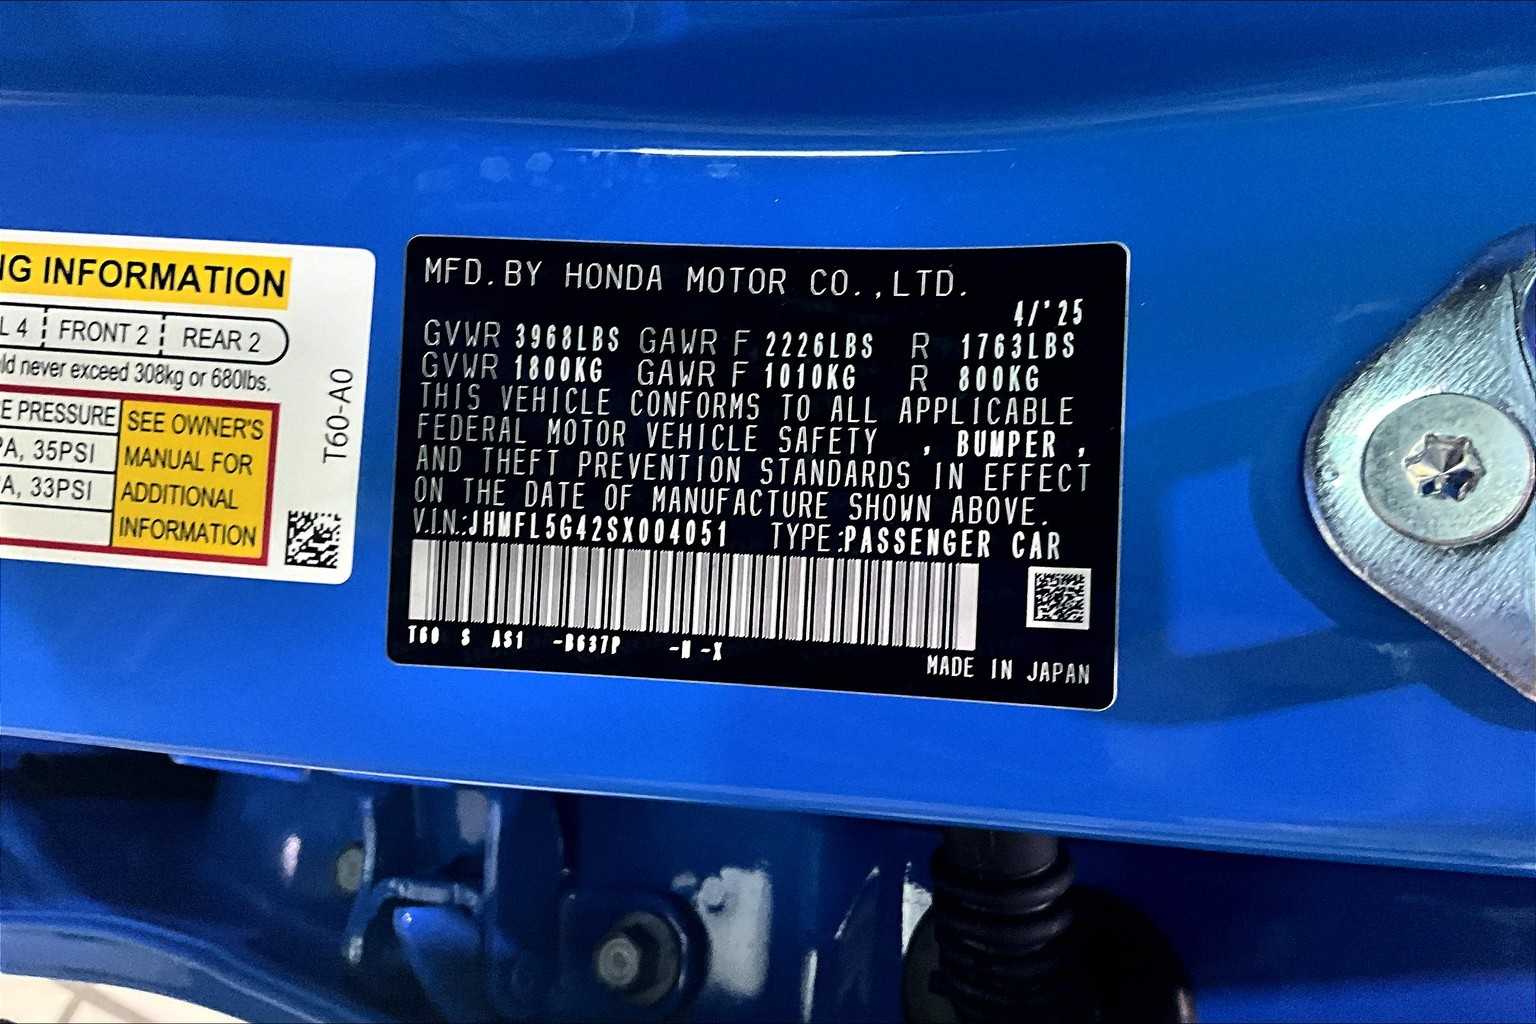 NG INFORMATION
L 4 FRONT 2 REAR 2
ld never exceed 308kg or 680lbs.
E PRESSURE
PA, 35PSI
A, 33PSI
SEE OWNER'S
MANUAL FOR
ADDITIONAL
INFORMATION
T60-A0
MFD. BY HONDA MOTOR CO.,LTD.
4/'25
GVWR 3968LBS GAWR F 2226LBS R 1763LBS
GVWR 1800KG GAWR F 1010KG R 800KG
THIS VEHICLE CONFORMS TO ALL APPLICABLE
FEDERAL MOTOR VEHICLE SAFETY , BUMPER ,
AND THEFT PREVENTION STANDARDS IN EFFECT
ON THE DATE OF MANUFACTURE SHOWN ABOVE.
V.I.N.:JHMFL5G42SX004051 TYPE:PASSENGER CAR
T60 S AS1 -B637P -N -X
MADE IN JAPAN